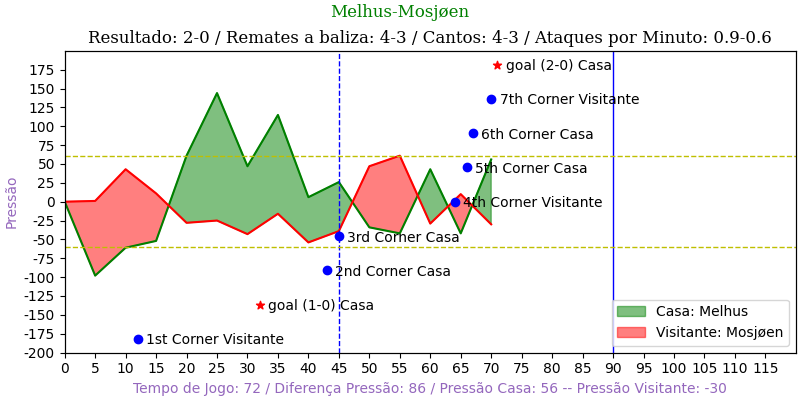 Melhus-Mosjøen
Resultado: 2-0 / Remates a baliza: 4-3 / Cantos: 4-3 / Ataques por Minuto: 0.9-0.6
Pressão
175
150
125
100
75
50
25
0
-25
-50
-75
-100
-125
-150
-175
-200
goal (2-0) Casa
7th Corner Visitante
6th Corner Casa
5th Corner Casa
4th Corner Visitante
3rd Corner Casa
2nd Corner Casa
goal (1-0) Casa
1st Corner Visitante
Casa: Melhus
Visitante: Mosjøen
0 5 10 15 20 25 30 35 40 45 50 55 60 65 70 75 80 85 90 95 100 105 110 115
Tempo de Jogo: 72 / Diferença Pressão: 86 / Pressão Casa: 56 -- Pressão Visitante: -30